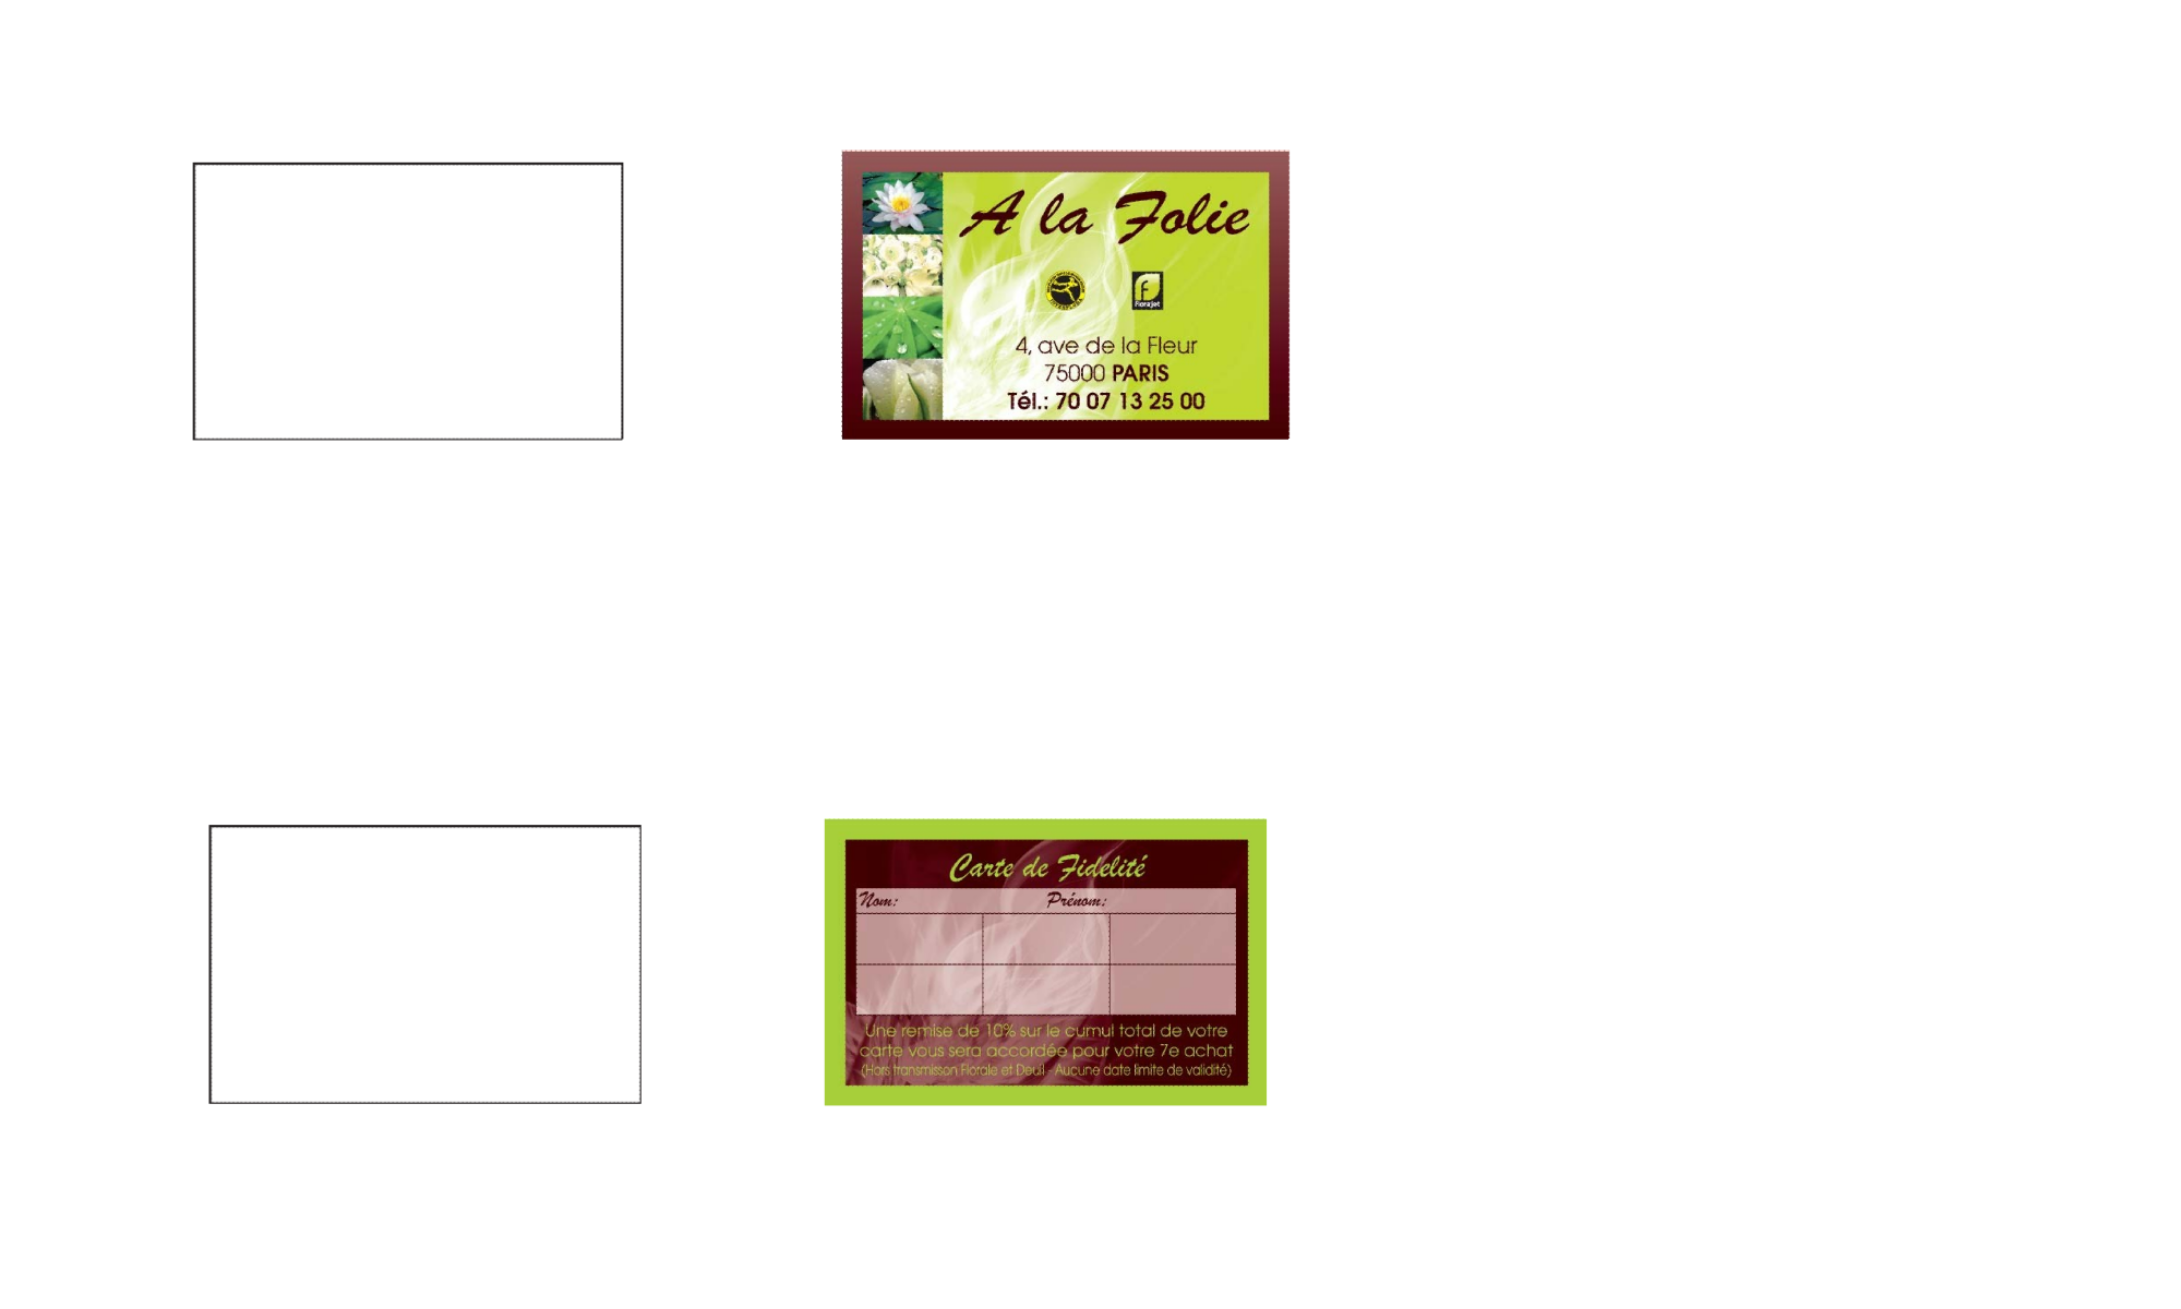 A la Folie
Florajet
4, ave de la Fleur
75000 PARIS
Tél.: 70 07 13 25 00
Carte de Fidelité
Nom: Prénom:
Une remise de 10% sur le cumul total de votre
carte vous sera accordée pour votre 7e achat
(Hors transmisson Florale et Deuil - Aucune date limite de validité)